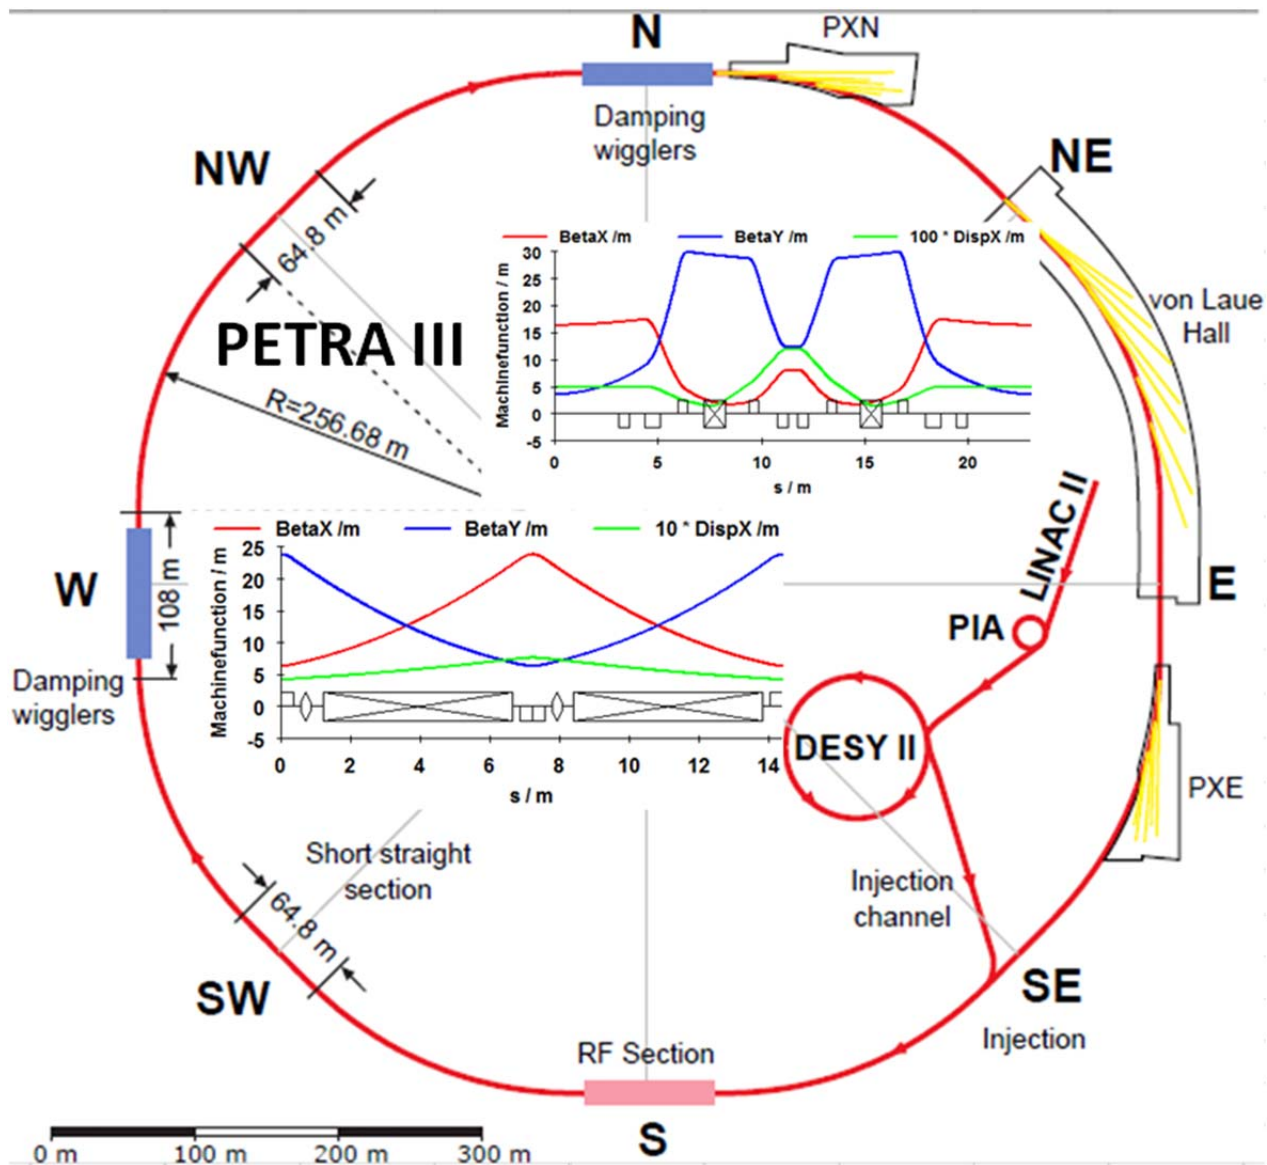 N
PXN
Damping
wigglers
NW
NE
64.8 m
BetaX /m BetaY /m 100 * DispX /m
Machinefunction / m
30
25
20
15
10
5
0
-5
0 5 10 15 20
s / m
von Laue
Hall
PETRA III
R=256.68 m
LINAC II
BetaX /m BetaY /m 10 * DispX /m
Machinefunction / m
25
20
15
10
5
0
-5
0 2 4 6 8 10 12 14
s / m
W
108 m
E
PIA
Damping
wigglers
DESY II
PXE
Short straight
section
Injection
channel
64.8 m
SW
SE
Injection
RF Section
S
0 m 100 m 200 m 300 m